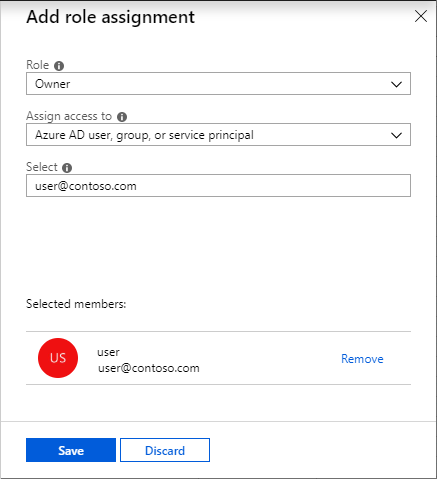 Add role assignment
Role
Owner
Assign access to
Azure AD user, group, or service principal
Select
user@contoso.com
Selected members:
US
user
user@contoso.com
Remove
Save
Discard